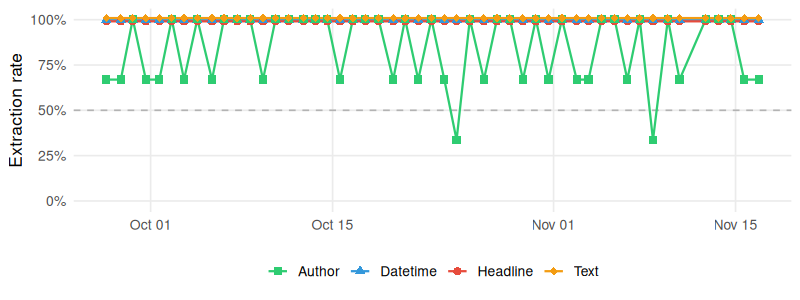 Extraction rate
100%
75%
50%
25%
0%
Oct 01 Oct 15 Nov 01 Nov 15
Author Datetime Headline Text